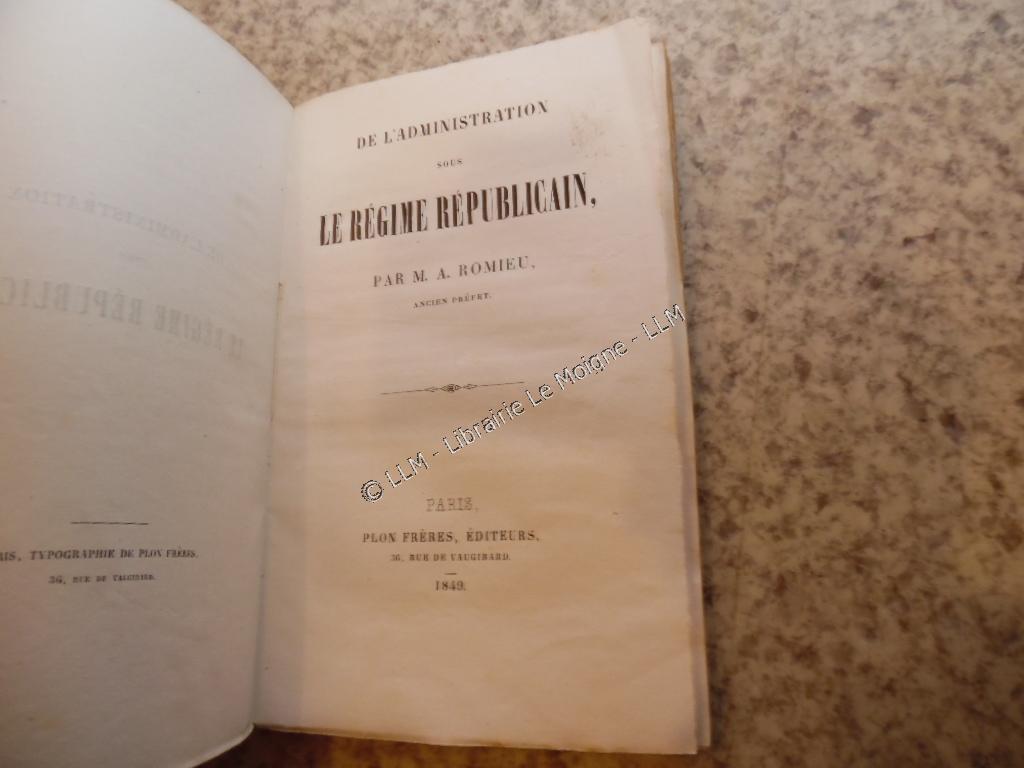 DE L'ADMINISTRATION
SOUS
LE RÉGIME RÉPUBLICAIN,
PAR M. A. ROMIEU,
ANCIEN PRÉFET.
PARIS,
PLON FRÈRES, ÉDITEURS,
36, RUE DE VAUGIRARD.
1849.
RIS, TYPOGRAPHIE DE PLON FRÈRES.
36, RUE DE VAUGIRARD.
© LLM - Librairie Le Moigne - LLM